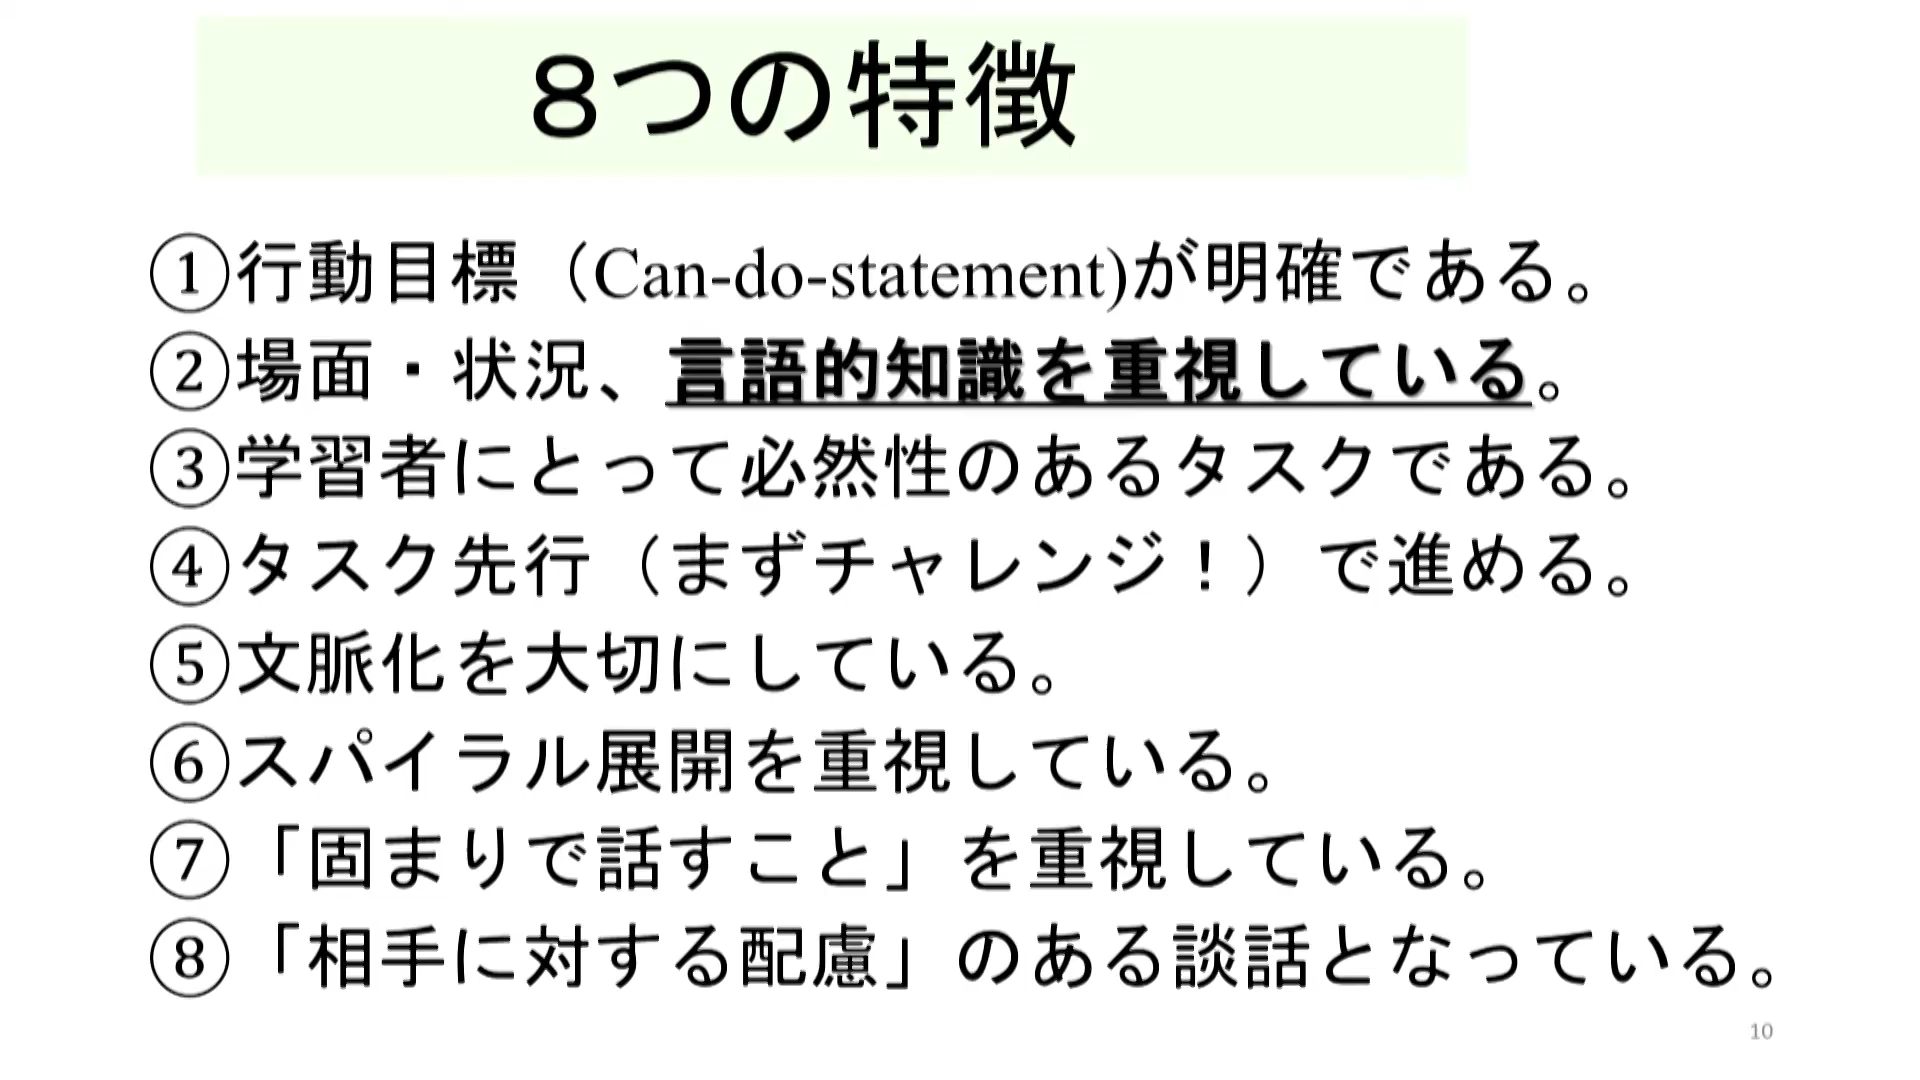 ８つの特徴
①行動目標（Can-do-statement)が明確である。
②場面・状況、言語的知識を重視している。
③学習者にとって必然性のあるタスクである。
④タスク先行（まずチャレンジ！）で進める。
⑤文脈化を大切にしている。
⑥スパイラル展開を重視している。
⑦「固まりで話すこと」を重視している。
⑧「相手に対する配慮」のある談話となっている。
10